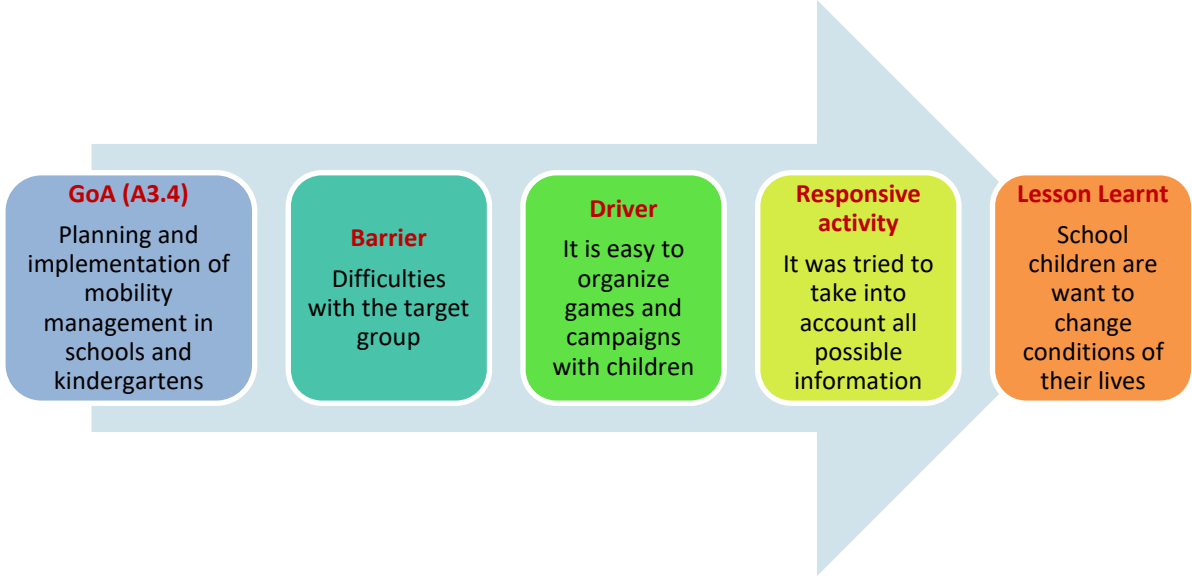 GoA (A3.4)
Planning and
implementation of
mobility
management in
schools and
kindergartens
Barrier
Difficulties
with the target
group
Driver
It is easy to
organize
games and
campaigns
with children
Responsive
activity
It was tried to
take into
account all
possible
information
Lesson Learnt
School
children are
want to
change
conditions of
their lives